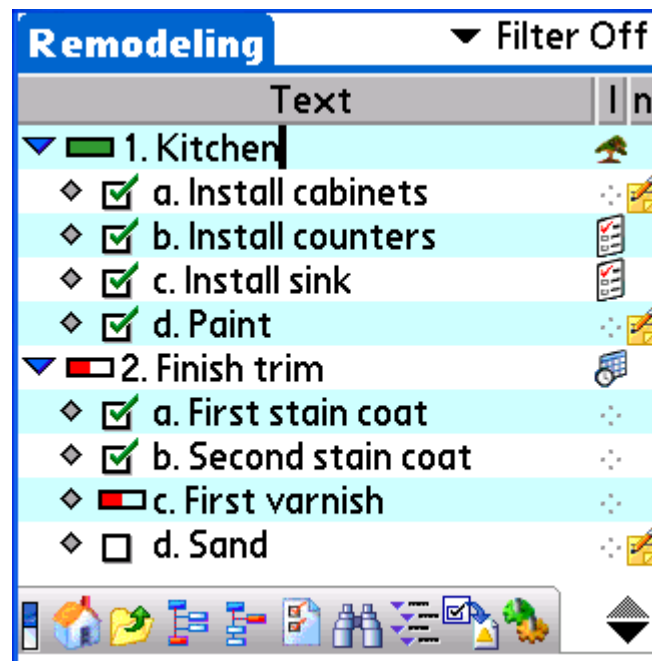 Remodeling Filter Off
Text I n
1. Kitchen
a. Install cabinets
b. Install counters
c. Install sink
d. Paint
2. Finish trim
a. First stain coat
b. Second stain coat
c. First varnish
d. Sand